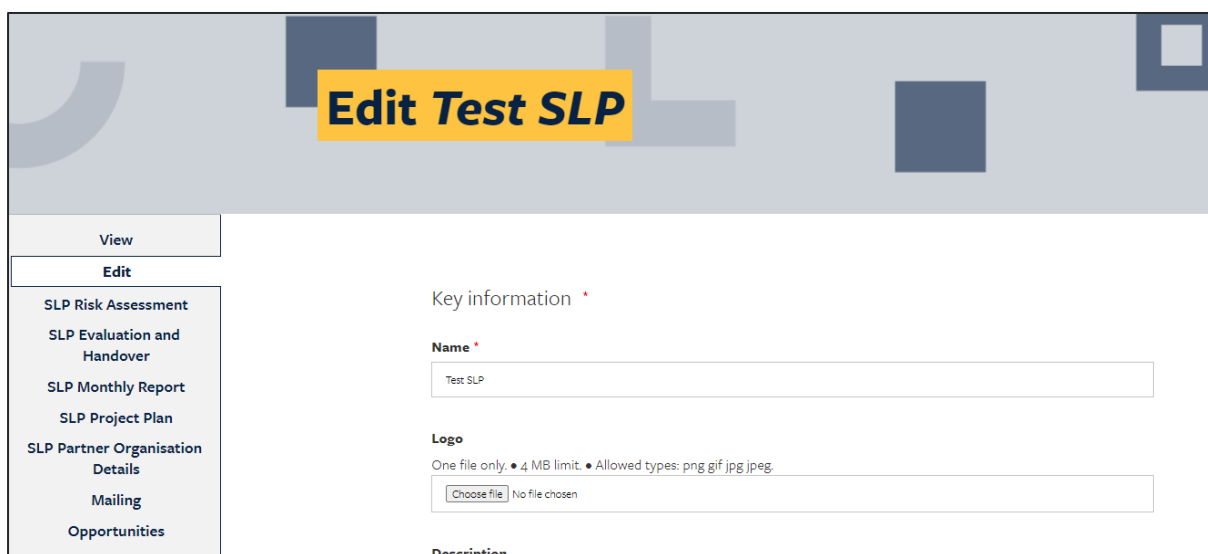 Edit Test SLP
View
Edit
SLP Risk Assessment
SLP Evaluation and
Handover
SLP Monthly Report
SLP Project Plan
SLP Partner Organisation
Details
Mailing
Opportunities
Key information *
Name *
Test SLP
Logo
One file only. ● 4 MB limit. ● Allowed types: png gif jpg jpeg.
Choose file No file chosen
Description